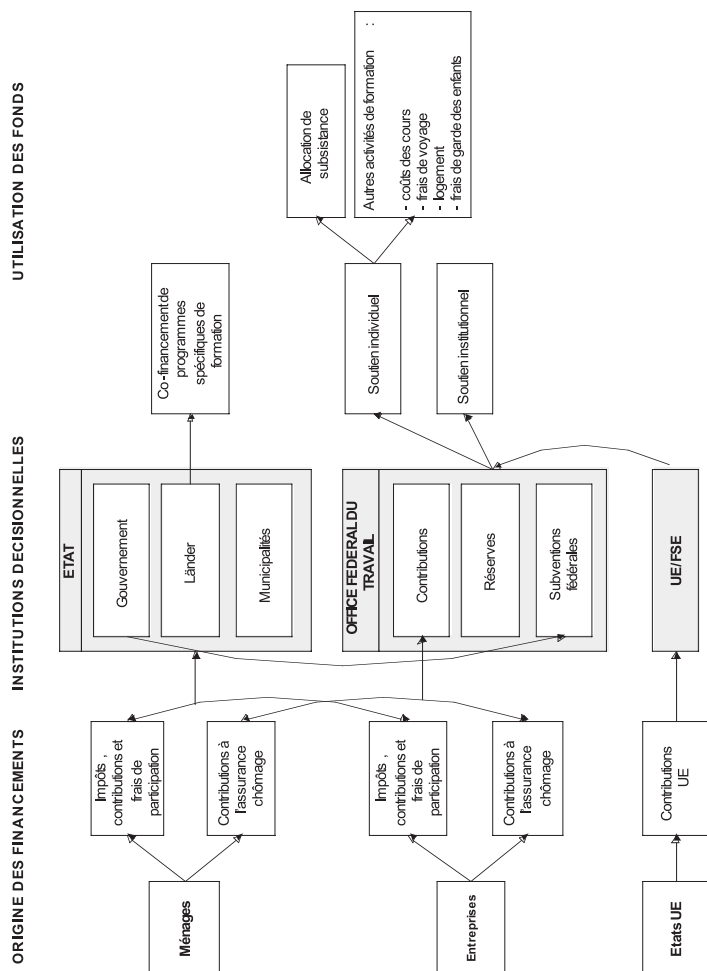 ORIGINE DES FINANCEMENTS
INSTITUTIONS DECISIONNELLES
UTILISATION DES FONDS
Ménages
Impôts ,
contributions et
frais de
participation
Contributions à
l'assurance
chômage
ETAT
Gouvernement
Länder
Municipalités
Co-financement de
programmes
spécifiques de
formation
Entreprises
Impôts ,
contributions et
frais de
participation
Contributions à
l'assurance
chômage
OFFICE FEDERAL DU
TRAVAIL
Contributions
Réserves
Subventions
fédérales
Soutien individuel
Soutien institutionnel
Allocation de
subsistance
Autres activités de formation :
- coûts des cours
- frais de voyage
- logement
- frais de garde des enfants
Etats UE
Contributions
UE
UE/FSE